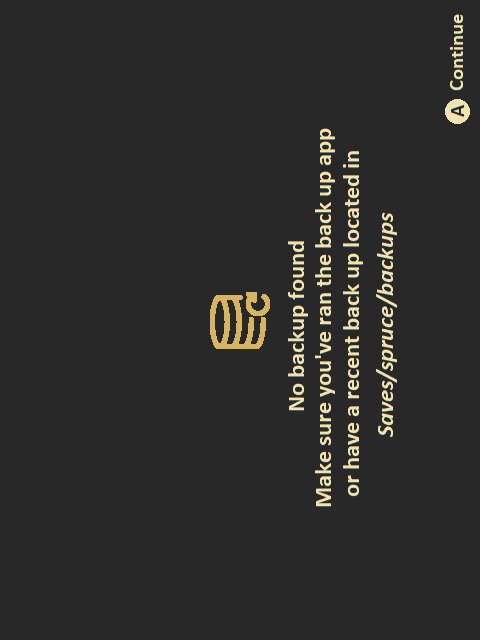 No backup found
Make sure you've ran the back up app
or have a recent back up located in
Saves/spruce/backups
A Continue